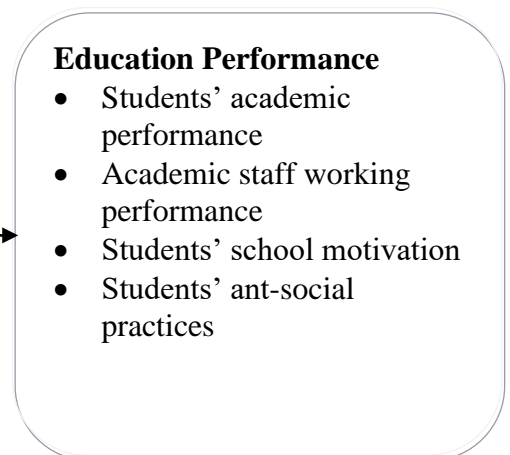 Education Performance
• Students’ academic
performance
• Academic staff working
performance
• Students’ school motivation
• Students’ ant-social
practices